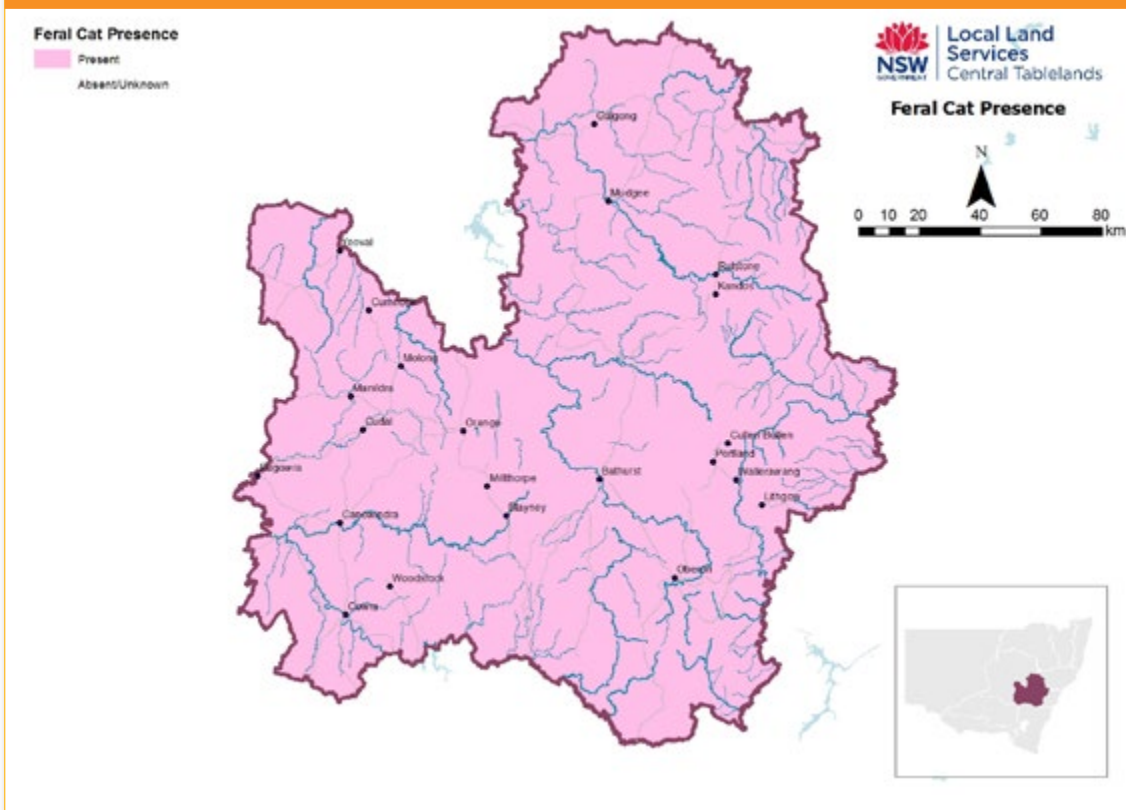 Feral Cat Presence
Present
Absent/Unknown
NSW
GOVERNMENT
Local Land
Services
Central Tablelands
Feral Cat Presence
N
0 10 20 40 60 80
km
Gulgong
Mudgee
Yeoval
Rylstone
Kandos
Cumnock
Molong
Manildra
Cudal
Orange
Cullen Bullen
Portland
Wallerawang
Lithgow
Eugowra
Millthorpe
Bathurst
Blayney
Canowindra
Oberon
Woodstock
Cowra